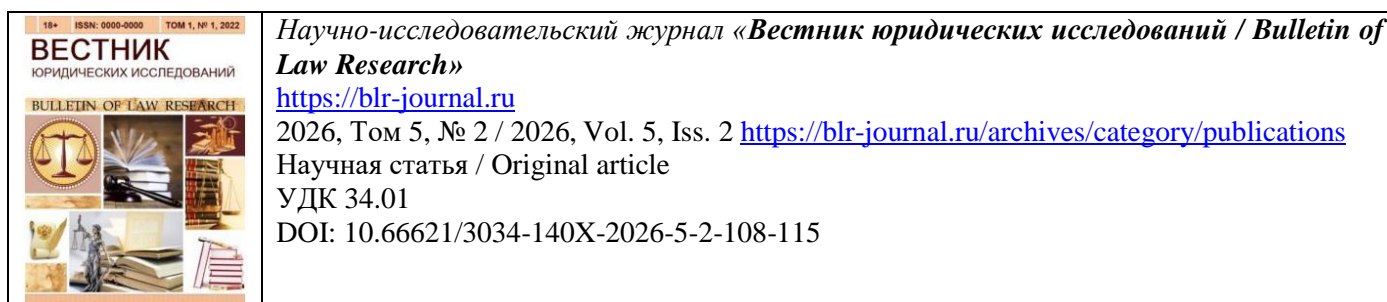 18+ ISSN: 0000-0000 ТОМ 1, № 1, 2022
ВЕСТНИК
ЮРИДИЧЕСКИХ ИССЛЕДОВАНИЙ
BULLETIN OF LAW RESEARCH
Научно-исследовательский журнал «Вестник юридических исследований / Bulletin of
Law Research»
https://blr-journal.ru
2026, Том 5, № 2 / 2026, Vol. 5, Iss. 2 https://blr-journal.ru/archives/category/publications
Научная статья / Original article
УДК 34.01
DOI: 10.66621/3034-140X-2026-5-2-108-115